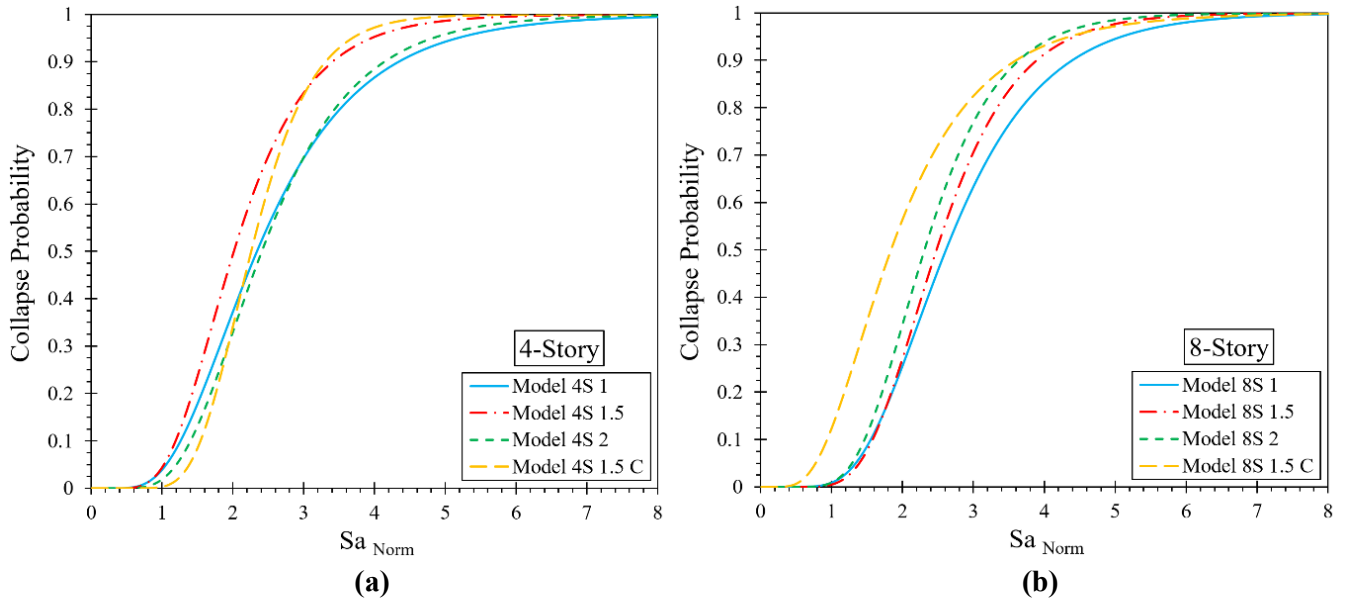 1
0.9
0.8
0.7
0.6
0.5
0.4
0.3
0.2
0.1
0
0 1 2 3 4 5 6 7 8
Collapse Probability
Sa Norm
4-Story
Model 4S 1
Model 4S 1.5
Model 4S 2
Model 4S 1.5 C
(a)
1
0.9
0.8
0.7
0.6
0.5
0.4
0.3
0.2
0.1
0
0 1 2 3 4 5 6 7 8
Collapse Probability
Sa Norm
8-Story
Model 8S 1
Model 8S 1.5
Model 8S 2
Model 8S 1.5 C
(b)